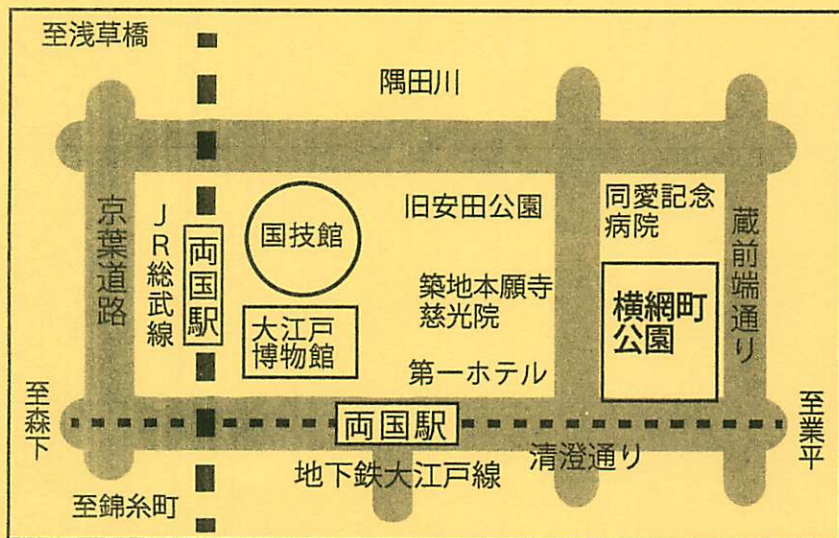 至浅草橋
隅田川
京葉道路
JR総武線
両国駅
国技館
大江戸
博物館
旧安田公園
築地本願寺
慈光院
第一ホテル
同愛記念
病院
横網町
公園
蔵前端通り
至森下
両国駅
至業平
地下鉄大江戸線
清澄通り
至錦糸町